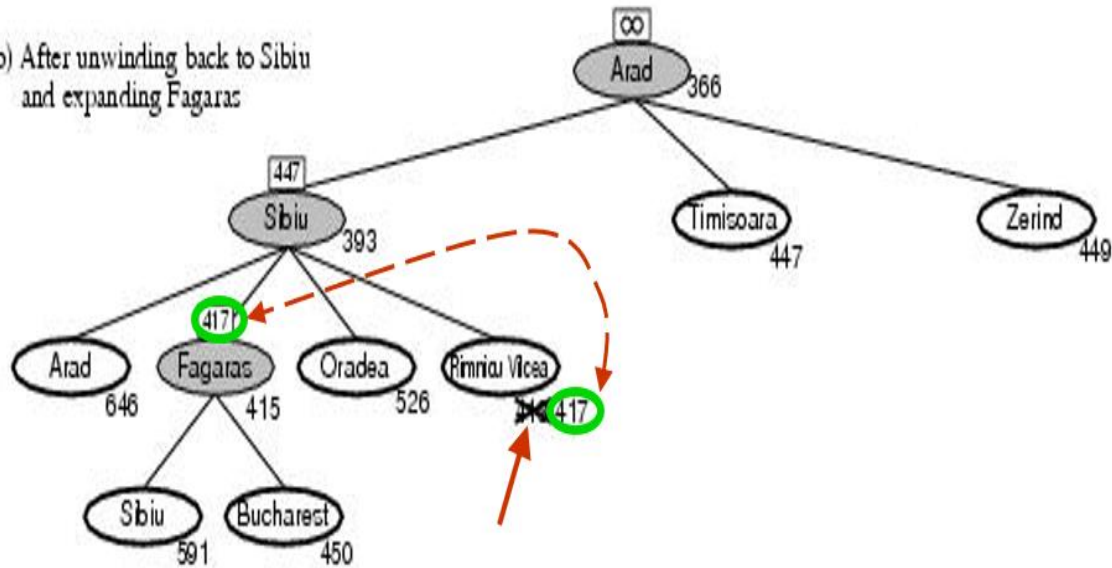 ∞
b) After unwinding back to Sibiu
and expanding Fagaras
Arad
366
447
Sibiu
393
Timisoara
447
Zerind
449
417
Arad
646
Fagaras
415
Oradea
526
Rimnicu Vilcea
417
Sibiu
591
Bucharest
450